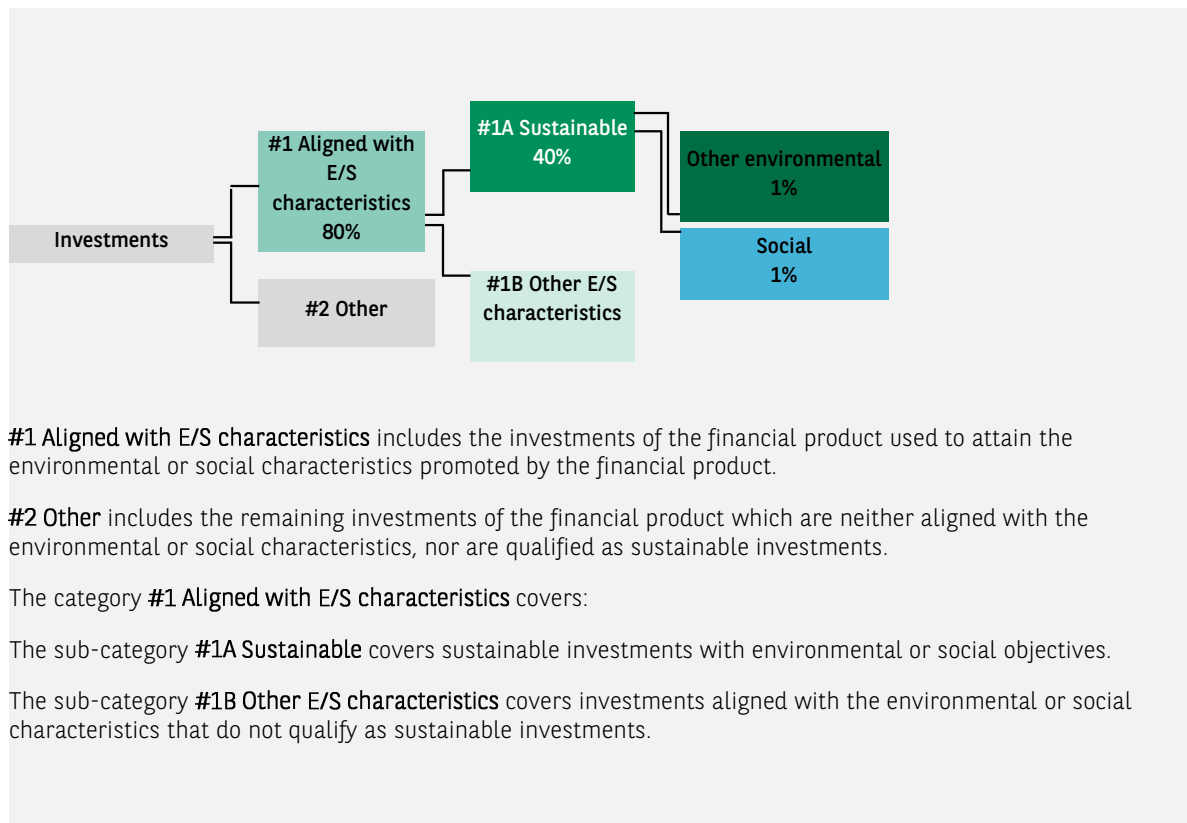 #1A Sustainable
40%
#1 Aligned with
E/S
characteristics
80%
Other environmental
1%
Investments
Social
1%
#1B Other E/S
characteristics
#2 Other
#1 Aligned with E/S characteristics includes the investments of the financial product used to attain the
environmental or social characteristics promoted by the financial product.
#2 Other includes the remaining investments of the financial product which are neither aligned with the
environmental or social characteristics, nor are qualified as sustainable investments.
The category #1 Aligned with E/S characteristics covers:
The sub-category #1A Sustainable covers sustainable investments with environmental or social objectives.
The sub-category #1B Other E/S characteristics covers investments aligned with the environmental or social
characteristics that do not qualify as sustainable investments.